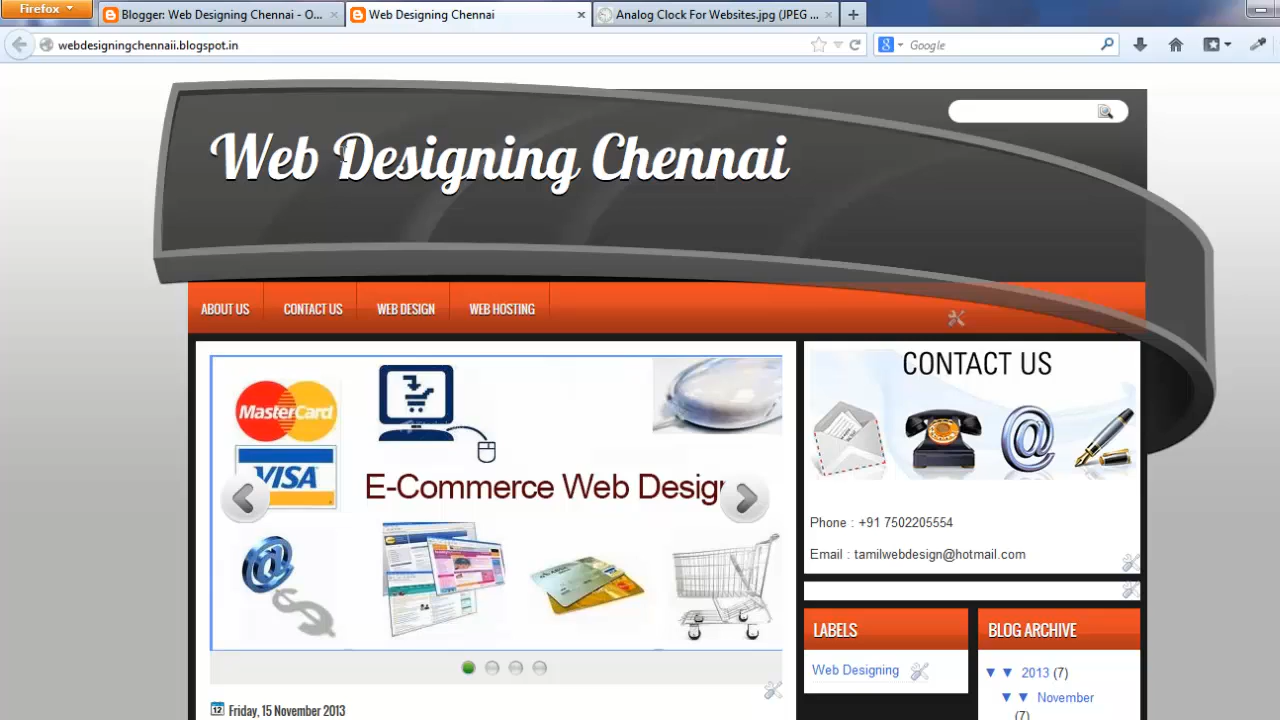 Firefox
Blogger: Web Designing Chennai - O...
Web Designing Chennai
Analog Clock For Websites.jpg (JPEG ...
webdesigningchennaii.blogspot.in
Google
Web Designing Chennai
ABOUT US
CONTACT US
WEB DESIGN
WEB HOSTING
MasterCard
VISA
E-Commerce Web Desig
CONTACT US
Phone : +91 7502205554
Email : tamilwebdesign@hotmail.com
LABELS
Web Designing
BLOG ARCHIVE
▼ ▼ 2013 (7)
▼ ▼ November
(7)
12 Friday, 15 November 2013